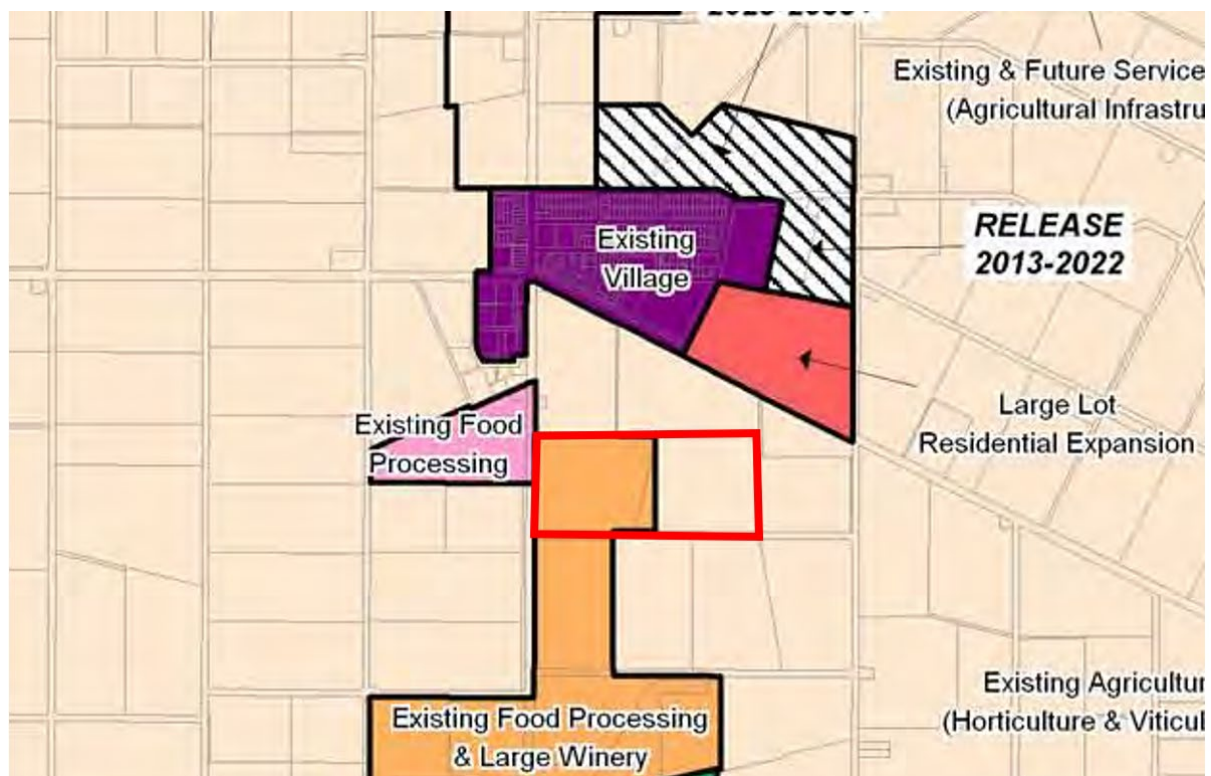 Existing & Future Service
(Agricultural Infrastru
RELEASE
2013-2022
Existing
Village
Large Lot
Residential Expansion
Existing Food
Processing
Existing Agricultur
(Horticulture & Viticul
Existing Food Processing
& Large Winery